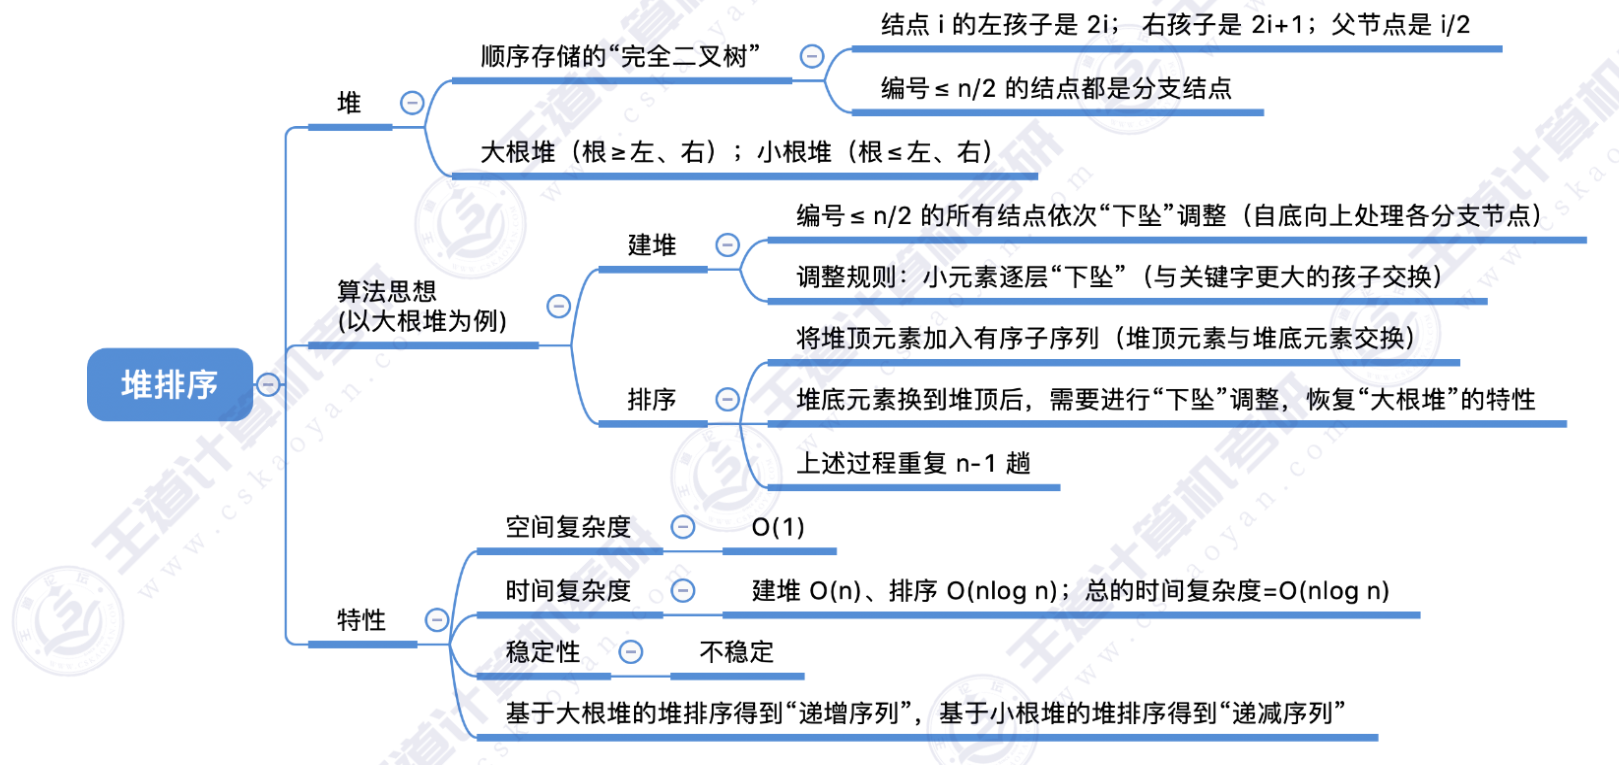 堆排序
堆
顺序存储的“完全二叉树”
结点 i 的左孩子是 2i； 右孩子是 2i+1；父节点是 i/2
编号≤ n/2 的结点都是分支结点
大根堆（根≥左、右）；小根堆（根≤左、右）
算法思想
(以大根堆为例)
建堆
编号≤ n/2 的所有结点依次“下坠”调整（自底向上处理各分支节点）
调整规则：小元素逐层“下坠”（与关键字更大的孩子交换）
排序
将堆顶元素加入有序子序列（堆顶元素与堆底元素交换）
堆底元素换到堆顶后，需要进行“下坠”调整，恢复“大根堆”的特性
上述过程重复 n-1 趟
特性
空间复杂度
O(1)
时间复杂度
建堆 O(n)、排序 O(nlog n)；总的时间复杂度=O(nlog n)
稳定性
不稳定
基于大根堆的堆排序得到“递增序列”，基于小根堆的堆排序得到“递减序列”
王道计算机考研
www.cskaoyan.com